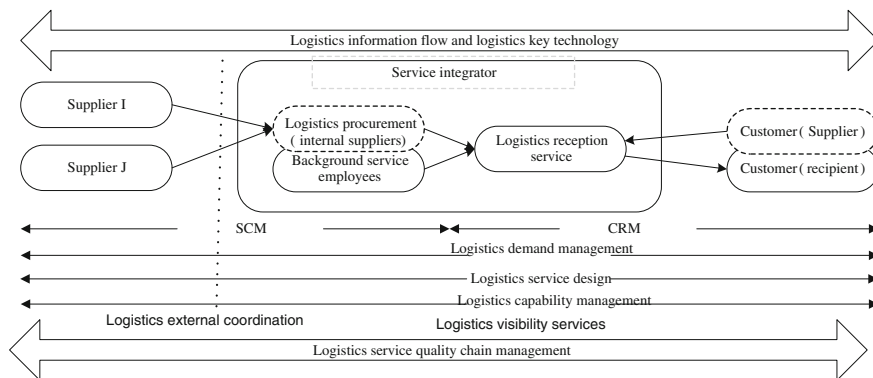 Logistics information flow and logistics key technology
Service integrator
Supplier I
Logistics procurement
( internal suppliers)
Background service
employees
Logistics reception
service
Customer( Supplier)
Supplier J
Customer( recipient)
SCM
CRM
Logistics demand management
Logistics service design
Logistics capability management
Logistics external coordination
Logistics visibility services
Logistics service quality chain management